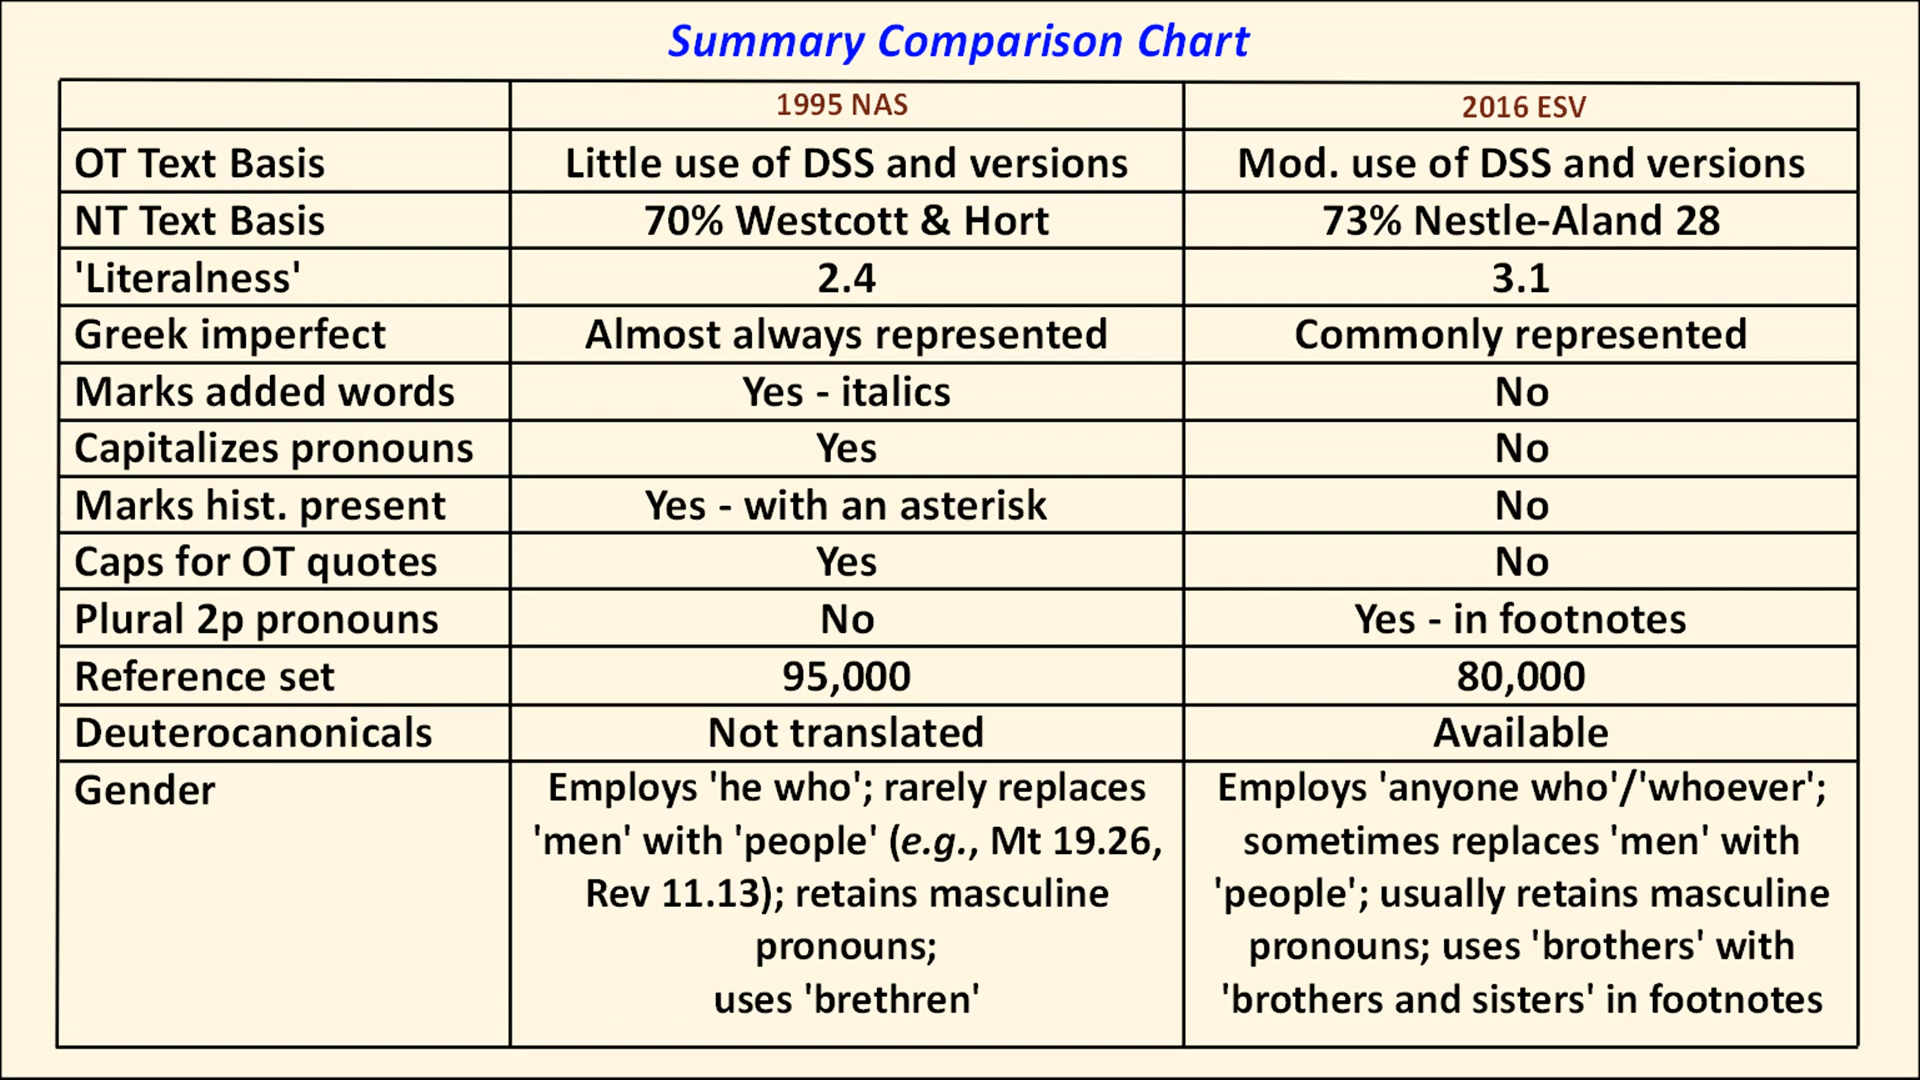 Summary Comparison Chart
1995 NAS 2016 ESV
OT Text Basis Little use of DSS and versions Mod. use of DSS and versions
NT Text Basis 70% Westcott & Hort 73% Nestle-Aland 28
'Literalness' 2.4 3.1
Greek imperfect Almost always represented Commonly represented
Marks added words Yes - italics No
Capitalizes pronouns Yes No
Marks hist. present Yes - with an asterisk No
Caps for OT quotes Yes No
Plural 2p pronouns No Yes - in footnotes
Reference set 95,000 80,000
Deuterocanonicals Not translated Available
Gender
Employs 'he who'; rarely replaces
'men' with 'people' (e.g., Mt 19.26,
Rev 11.13); retains masculine
pronouns;
uses 'brethren'
Employs 'anyone who'/'whoever';
sometimes replaces 'men' with
'people'; usually retains masculine
pronouns; uses 'brothers' with
'brothers and sisters' in footnotes